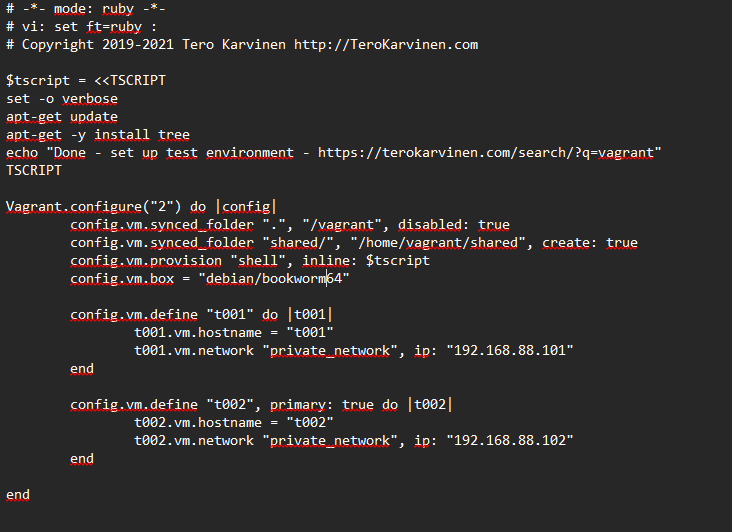 # -*- mode: ruby -*-
# vi: set ft=ruby :
# Copyright 2019-2021 Tero Karvinen http://TeroKarvinen.com
$tscript = <<TSCRIPT
set -o verbose
apt-get update
apt-get -y install tree
echo "Done - set up test environment - https://terokarvinen.com/search/?q=vagrant"
TSCRIPT
Vagrant.configure("2") do |config|
config.vm.synced_folder ".", "/vagrant", disabled: true
config.vm.synced_folder "shared/", "/home/vagrant/shared", create: true
config.vm.provision "shell", inline: $tscript
config.vm.box = "debian/bookworm64"
config.vm.define "t001" do |t001|
t001.vm.hostname = "t001"
t001.vm.network "private_network", ip: "192.168.88.101"
end
config.vm.define "t002", primary: true do |t002|
t002.vm.hostname = "t002"
t002.vm.network "private_network", ip: "192.168.88.102"
end
end